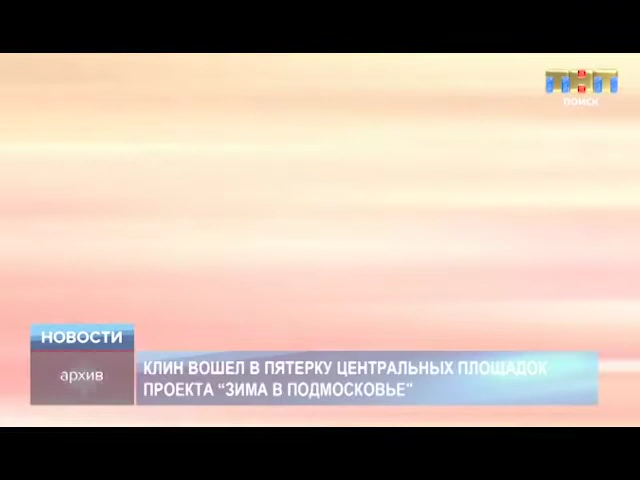 ТНТ
ПОИСК
НОВОСТИ
архив
КЛИН ВОШЕЛ В ПЯТЕРКУ ЦЕНТРАЛЬНЫХ ПЛОЩАДОК
ПРОЕКТА “ЗИМА В ПОДМОСКОВЬЕ”